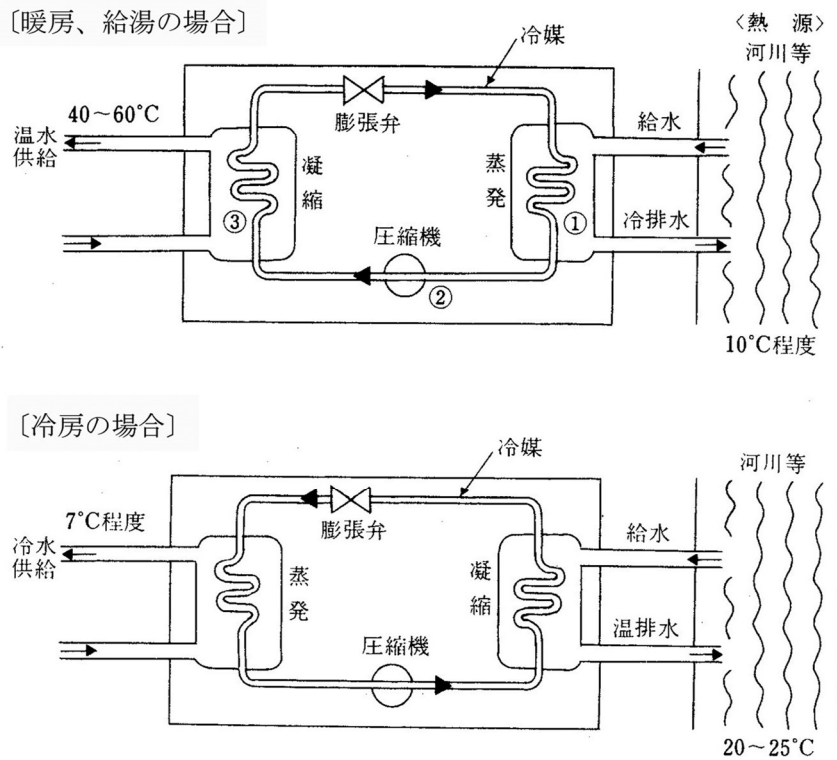 〔暖房、給湯の場合〕
冷媒
〈熱 源〉
河川等
40～60℃
温水
供給
膨張弁
給水
凝縮
蒸発
③
①
圧縮機
冷排水
②
10℃程度
〔冷房の場合〕
冷媒
河川等
7℃程度
冷水
供給
膨張弁
給水
蒸発
凝縮
圧縮機
温排水
20～25℃